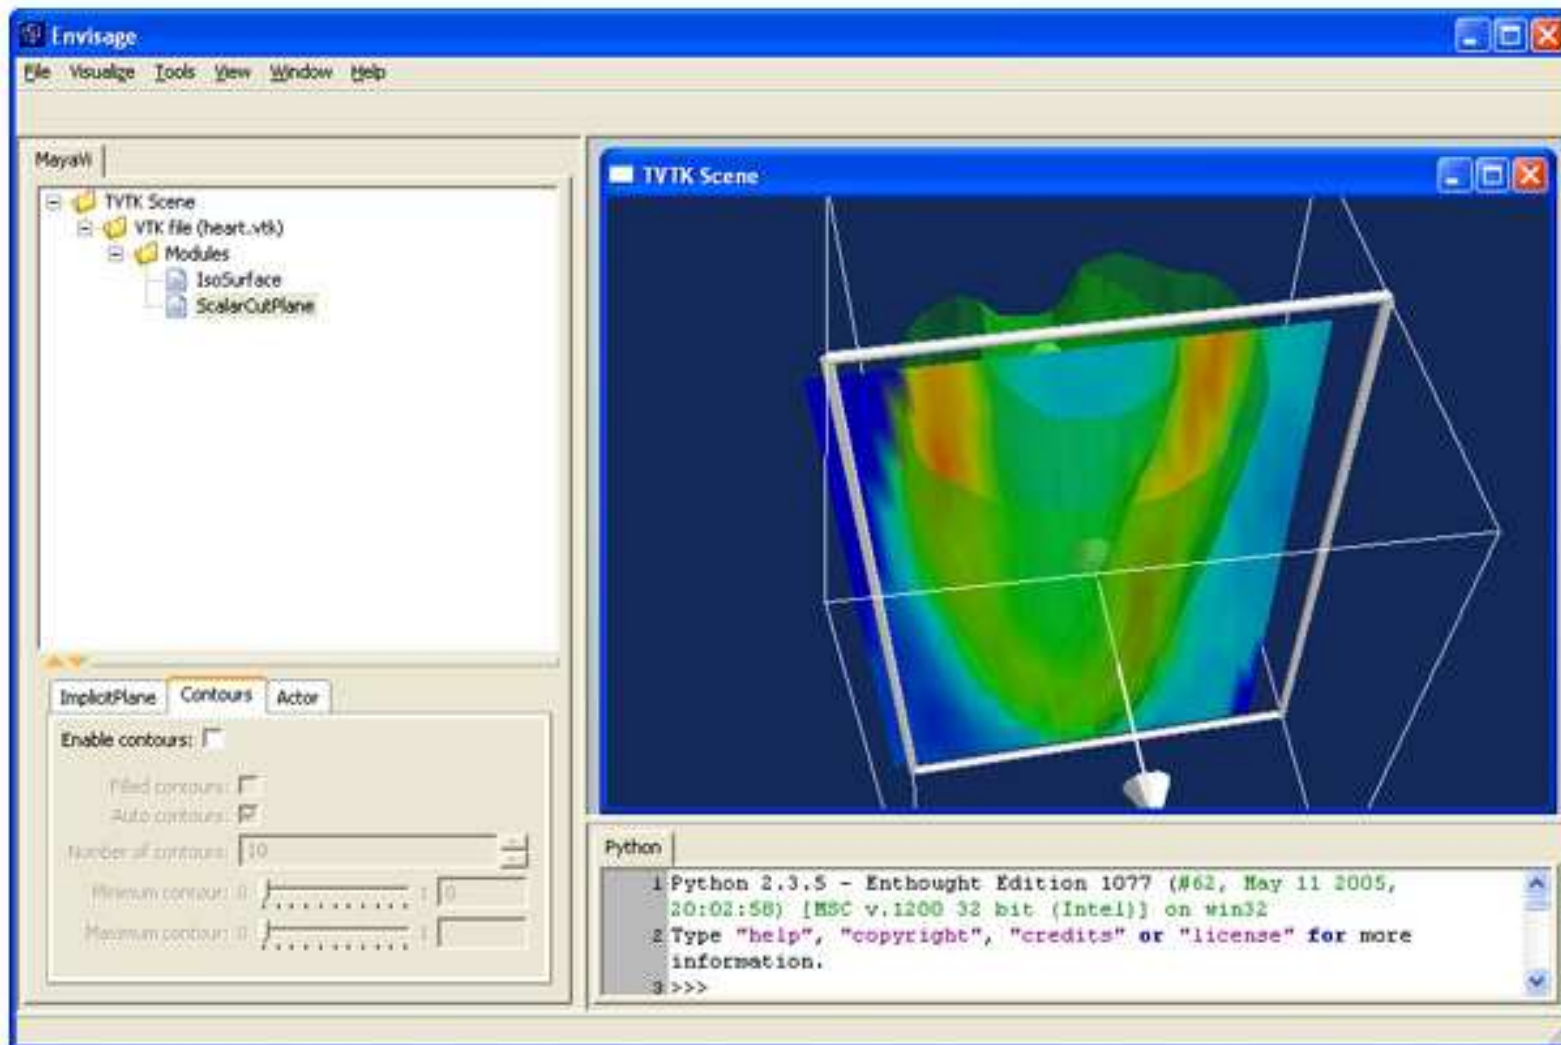 Envisage
File Visualize Tools View Window Help
MayaVi
TVTK Scene
VTK file (heart.vtk)
Modules
IsoSurface
ScalarCutPlane
ImplicitPlane Contours Actor
Enable contours:
Filled contours:
Auto contours:
Number of contours: 10
Minimum contour: 0 1 0
Maximum contour: 0 1
TVTK Scene
Python
1 Python 2.3.5 - Enthought Edition 1077 (#62, May 11 2005,
20:02:58) [MSC v.1200 32 bit (Intel)] on win32
2 Type "help", "copyright", "credits" or "license" for more
information.
3 >>>